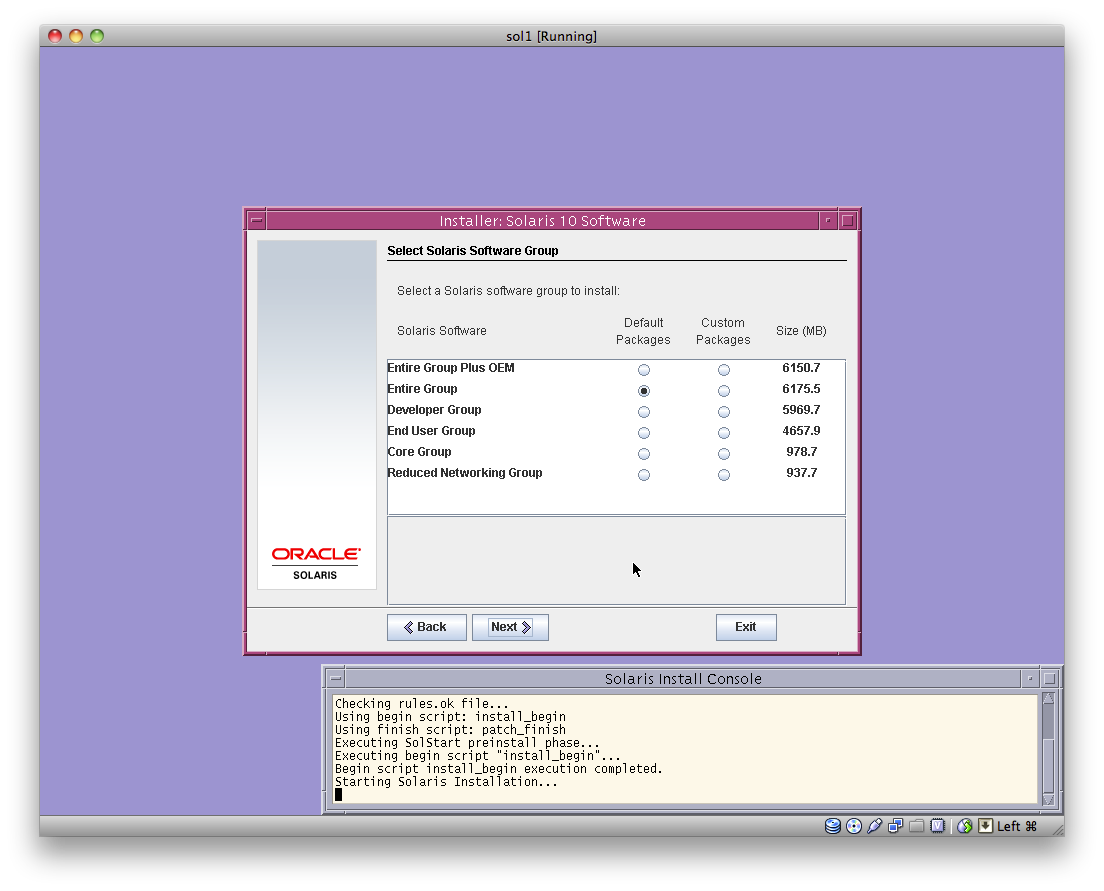 sol1 [Running]
Installer: Solaris 10 Software
Select Solaris Software Group
Select a Solaris software group to install:
Solaris Software Default Packages Custom Packages Size (MB)
Entire Group Plus OEM 6150.7
Entire Group 6175.5
Developer Group 5969.7
End User Group 4657.9
Core Group 978.7
Reduced Networking Group 937.7
ORACLE
SOLARIS
Back Next Exit
Solaris Install Console
Checking rules.ok file...
Using begin script: install_begin
Using finish script: patch_finish
Executing SolStart preinstall phase...
Executing begin script "install_begin"...
Begin script install_begin execution completed.
Starting Solaris Installation...
Left ⌘